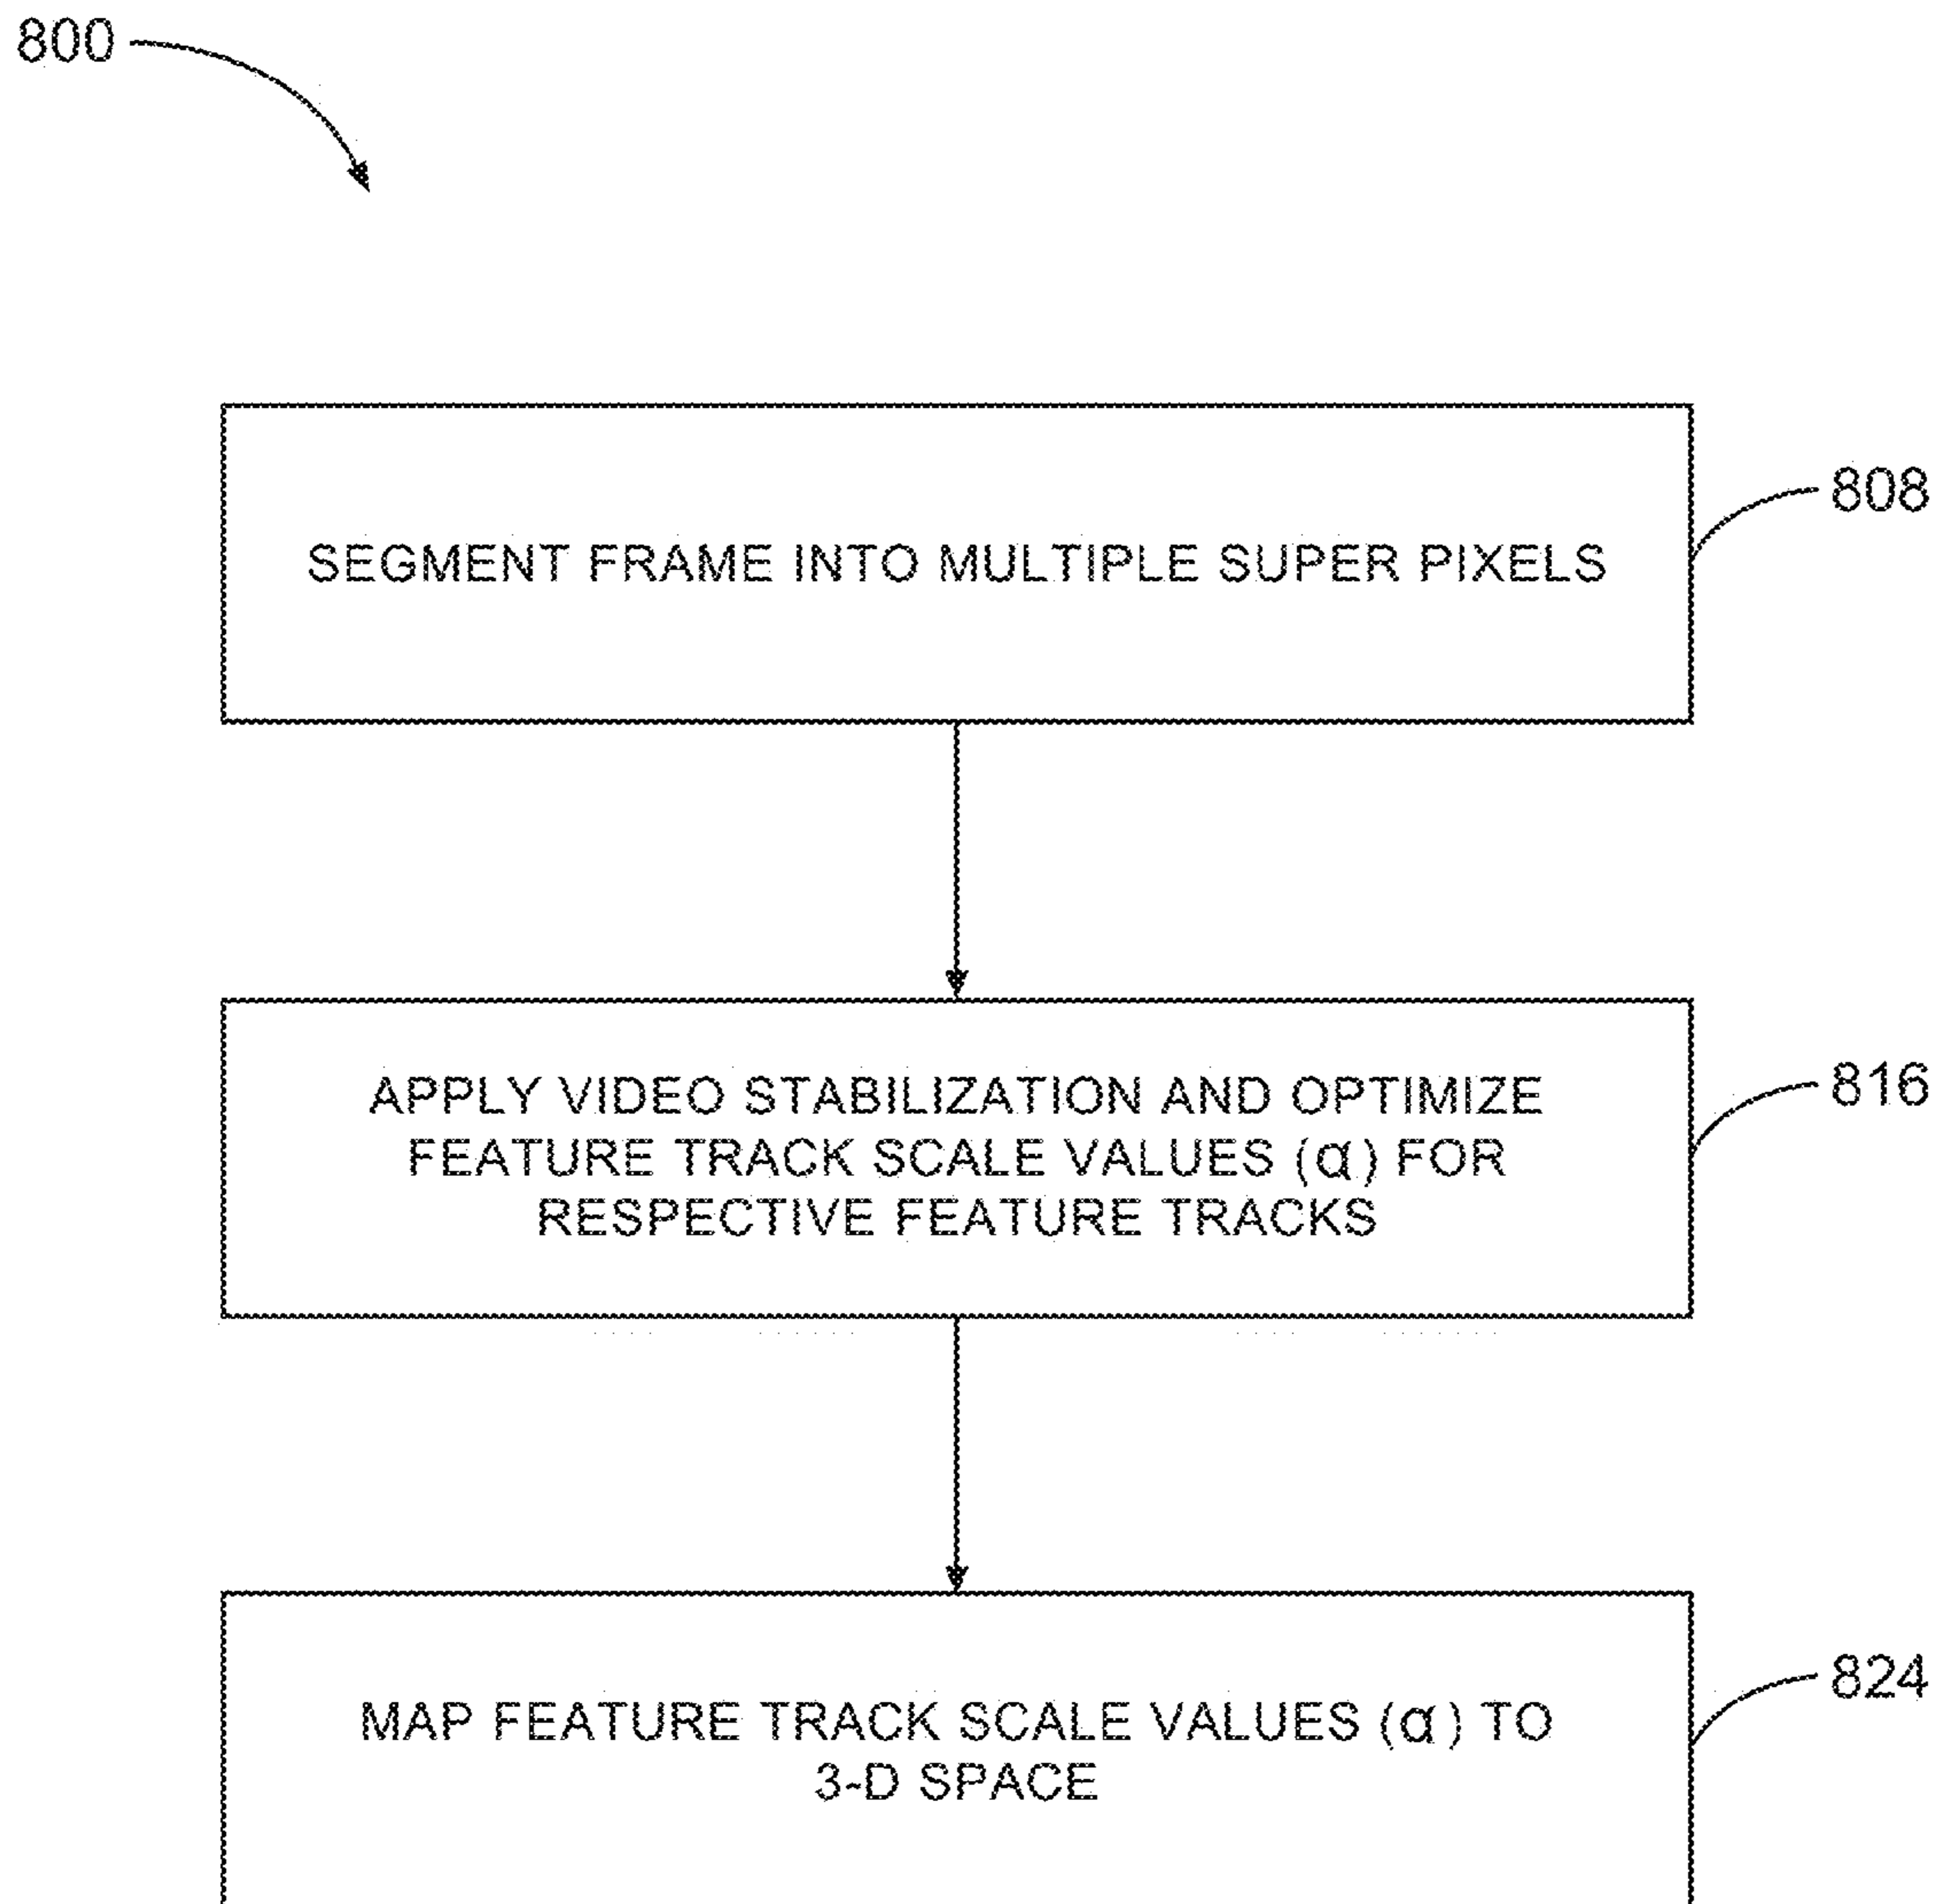 800
808
SEGMENT FRAME INTO MULTIPLE SUPER PIXELS
816
APPLY VIDEO STABILIZATION AND OPTIMIZE
FEATURE TRACK SCALE VALUES (α) FOR
RESPECTIVE FEATURE TRACKS
824
MAP FEATURE TRACK SCALE VALUES (α) TO
3-D SPACE